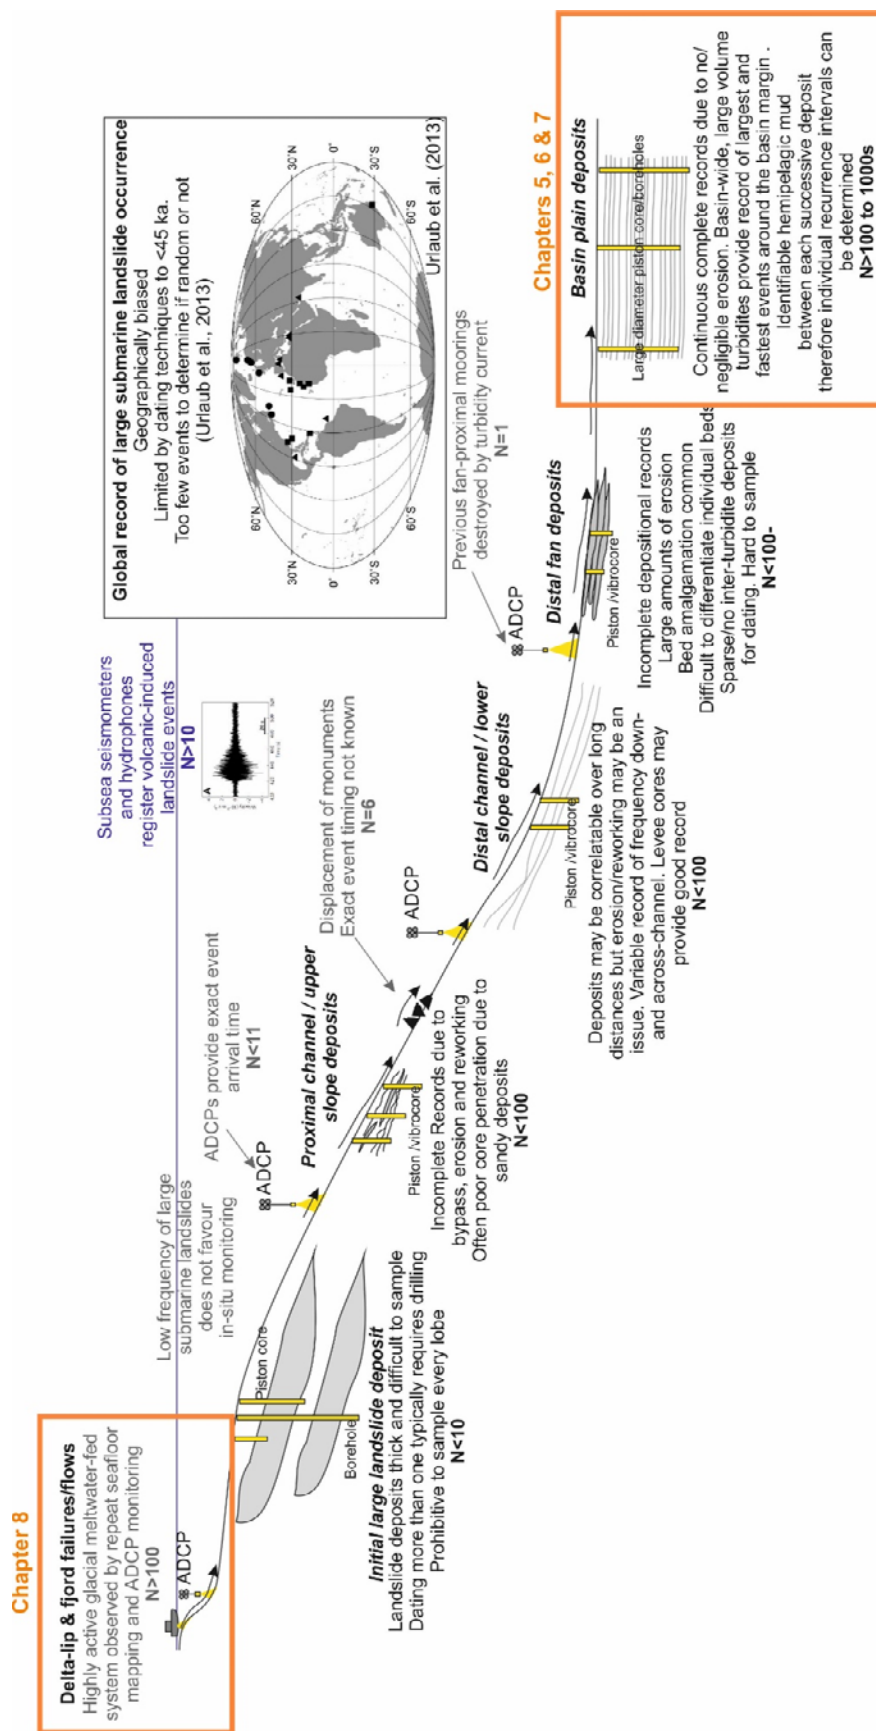 Chapter 8
Delta-lip & fjord failures/flows
Highly active glacial meltwater-fed
system observed by repeat seafloor
mapping and ADCP monitoring
N>100
ADCP
Low frequency of large
submarine landslides
does not favour
in-situ monitoring
Piston core
Borehole
Initial large landslide deposit
Landslide deposits thick and difficult to sample
Dating more than one typically requires drilling
Prohibitive to sample every lobe
N<10
ADCPs provide exact event
arrival time
N<11
ADCP
Proximal channel / upper
slope deposits
Piston /vibrocore
Incomplete Records due to
bypass, erosion and reworking
Often poor core penetration due to
sandy deposits
N<100
Displacement of monuments
Exact event timing not known
N=6
Subsea seismometers
and hydrophones
register volcanic-induced
landslide events
N>10
A
ADCP
Distal channel / lower
slope deposits
Piston /vibrocore
Deposits may be correlatable over long
distances but erosion/reworking may be an
issue. Variable record of frequency down-
and across-channel. Levee cores may
provide good record
N<100
Global record of large submarine landslide occurrence
Geographically biased
Limited by dating techniques to <45 ka.
Too few events to determine if random or not
(Urlaub et al., 2013)
60°N
60°N
30°N
30°N
0°
0°
30°S
30°S
60°S
60°S
Urlaub et al. (2013)
Previous fan-proximal moorings
destroyed by turbidity current
N=1
ADCP
Distal fan deposits
Piston /vibrocore
Incomplete depositional records
Large amounts of erosion
Bed amalgamation common
Difficult to differentiate individual beds
Sparse/no inter-turbidite deposits
for dating. Hard to sample
N<100-
Chapters 5, 6 & 7
Basin plain deposits
Large diameter piston core/boreholes
Continuous complete records due to no/
negligible erosion. Basin-wide, large volume
turbidites provide record of largest and
fastest events around the basin margin .
Identifiable hemipelagic mud
between each successive deposit
therefore individual recurrence intervals can
be determined
N>100 to 1000s